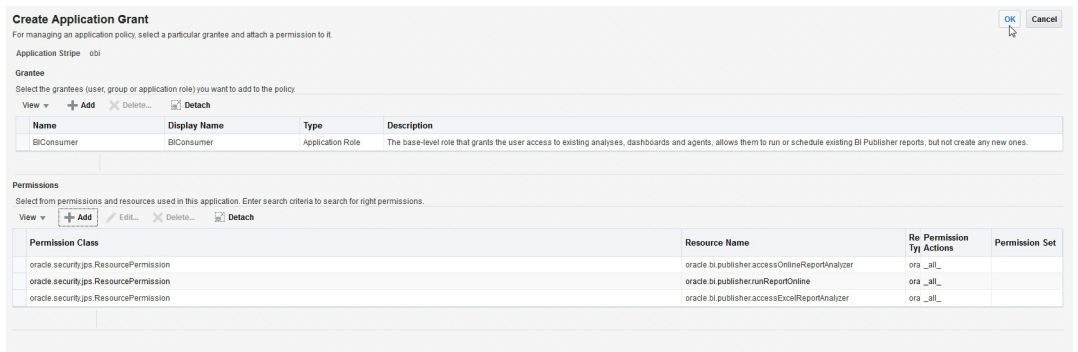 Create Application Grant
OK Cancel
For managing an application policy, select a particular grantee and attach a permission to it.
Application Stripe obi
Grantee
Select the grantees (user, group or application role) you want to add to the policy.
View Add Delete... Detach
Name Display Name Type Description
BIConsumer BIConsumer Application Role The base-level role that grants the user access to existing analyses, dashboards and agents, allows them to run or schedule existing BI Publisher reports, but not create any new ones.
Permissions
Select from permissions and resources used in this application. Enter search criteria to search for right permissions.
View Add Edit... Delete... Detach
Permission Class Resource Name Re Typ Permission Actions Permission Set
oracle.security.jps.ResourcePermission oracle.bi.publisher.accessOnlineReportAnalyzer ora _all_
oracle.security.jps.ResourcePermission oracle.bi.publisher.runReportOnline ora _all_
oracle.security.jps.ResourcePermission oracle.bi.publisher.accessExcelReportAnalyzer ora _all_